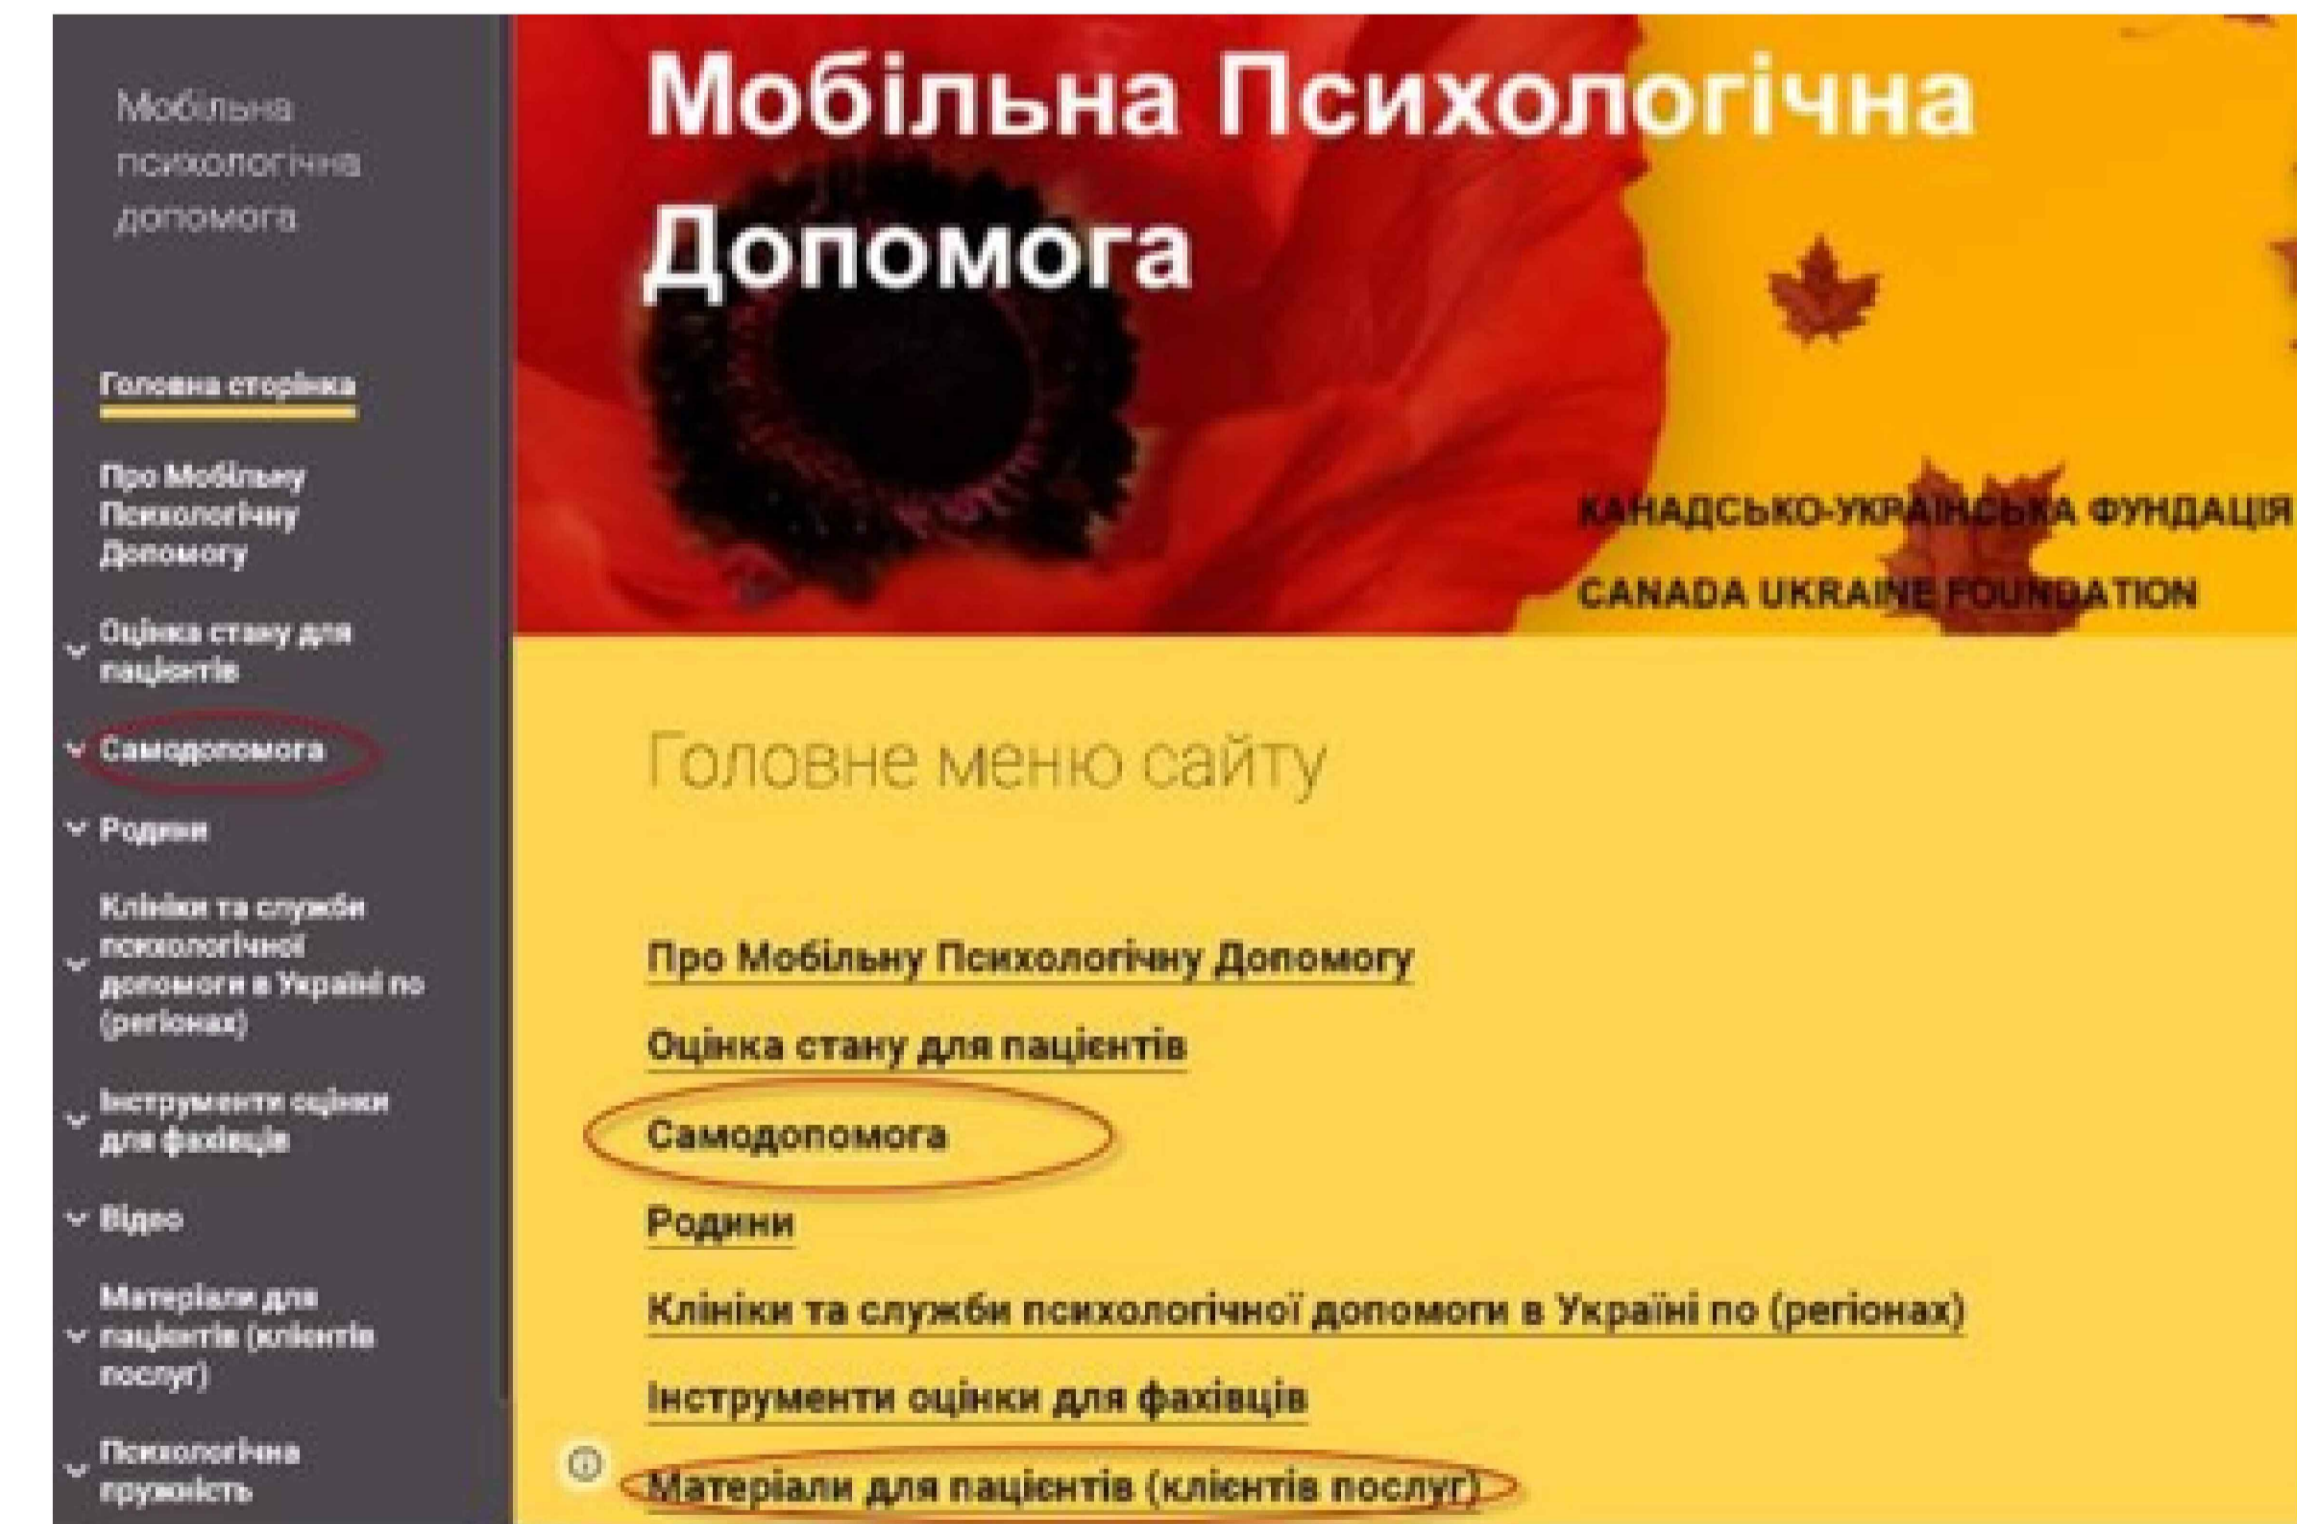 Мобільна
психологічна
допомога
Головна сторінка
Про Мобільну
Психологічну
Допомогу
Оцінка стану для
пацієнтів
Самодопомога
Родини
Клініки та служби
психологічної
допомоги в Україні по
(регіонах)
Інструменти оцінки
для фахівців
Відео
Матеріали для
пацієнтів (клієнтів
послуг)
Психологічна
пружність
Мобільна Психологічна
Допомога
КАНАДСЬКО-УКРАЇНСЬКА ФУНДАЦІЯ
CANADA UKRAINE FOUNDATION
Головне меню сайту
Про Мобільну Психологічну Допомогу
Оцінка стану для пацієнтів
Самодопомога
Родини
Клініки та служби психологічної допомоги в Україні по (регіонах)
Інструменти оцінки для фахівців
Матеріали для пацієнтів (клієнтів послуг)